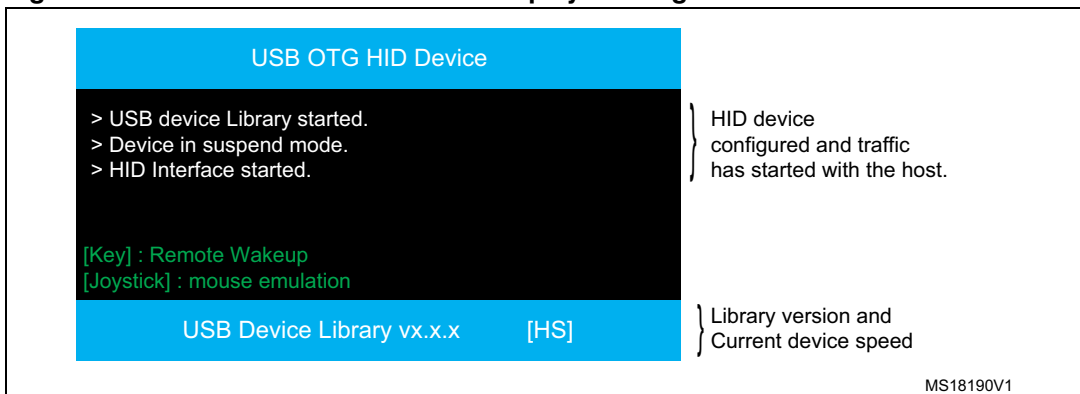 USB OTG HID Device
> USB device Library started.
> Device in suspend mode.
> HID Interface started.
HID device
configured and traffic
has started with the host.
[Key] : Remote Wakeup
[Joystick] : mouse emulation
USB Device Library vx.x.x [HS]
Library version and
Current device speed
MS18190V1